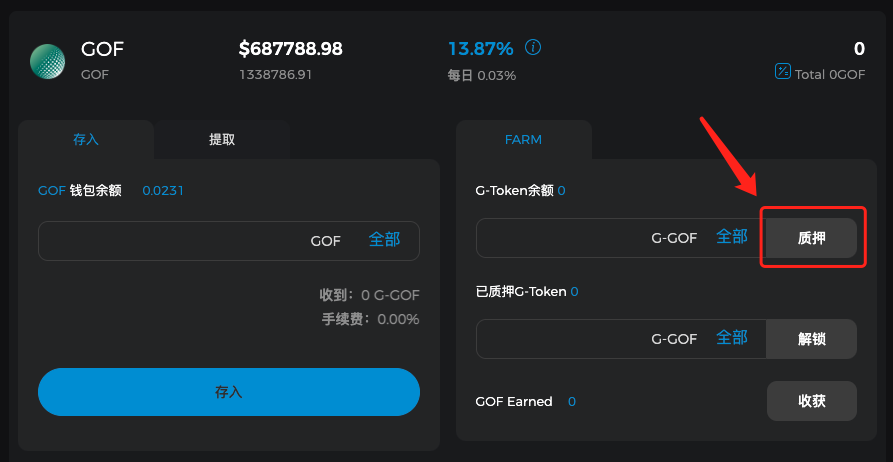 GOF
GOF
$687788.98
1338786.91
13.87%
每日 0.03%
0
Total 0GOF
存入
提取
GOF 钱包余额 0.0231
GOF 全部
收到：0 G-GOF
手续费：0.00%
存入
FARM
G-Token余额 0
G-GOF 全部 质押
已质押G-Token 0
G-GOF 全部 解锁
GOF Earned 0 收获